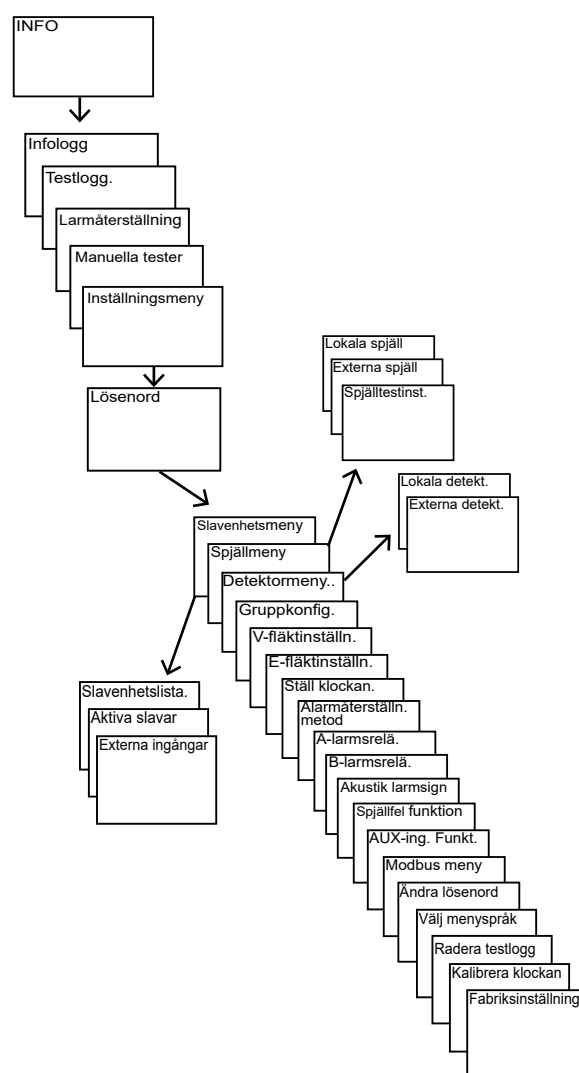 INFO
Infologg
Testlogg.
Larmåterställning
Manuella tester
Inställningsmeny
Lösenord
Lokala spjäll
Externa spjäll
Spjälltestinst.
Lokala detekt.
Externa detekt.
Slavenhetsmeny
Spjällmeny
Detektormeny..
Gruppkonfig.
V-fläktinställn.
E-fläktinställn.
Ställ klockan.
Alarmåterställn.
metod
A-larmsrelä.
B-larmsrelä.
Akustik larmsign
Spjällfel funktion
AUX-ing. Funkt.
Modbus meny
Ändra lösenord
Välj menyspråk
Radera testlogg
Kalibrera klockan
Fabriksinställning
Slavenhetslista.
Aktiva slavar
Externa ingångar